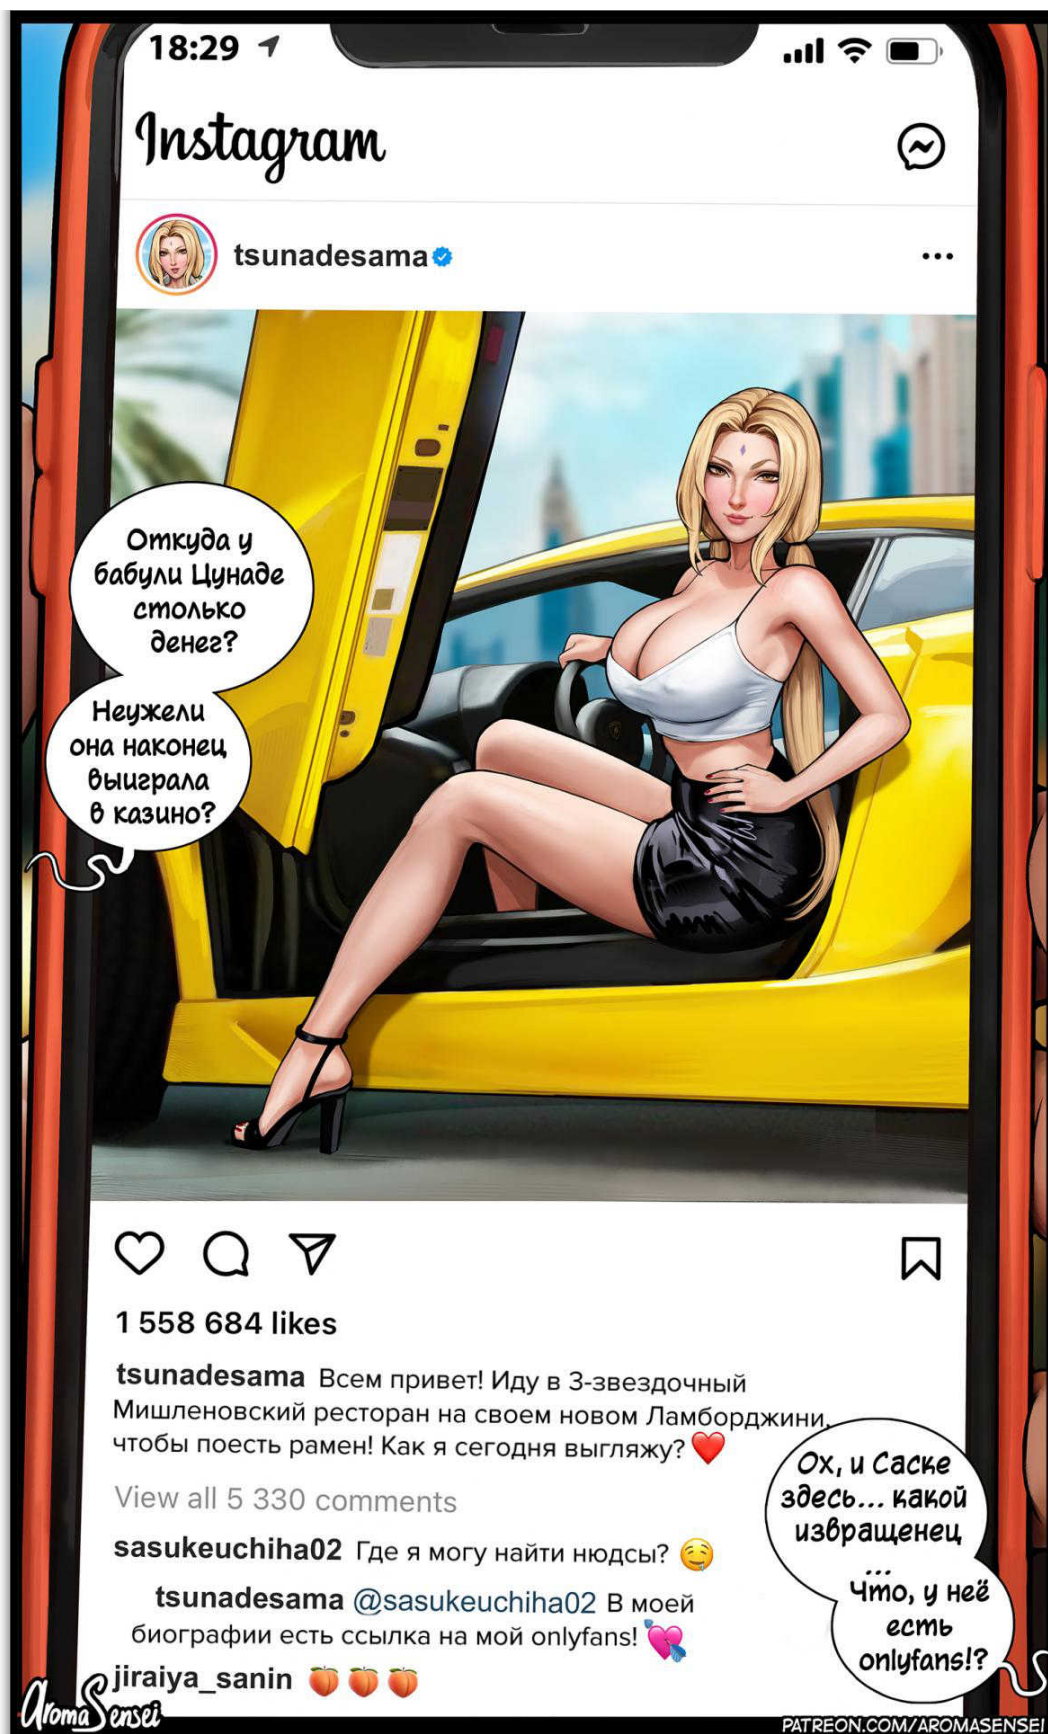 18:29
Instagram
tsunadesama
Откуда у
бабули Цунаде
столько
денег?
Неужели
она наконец
выиграла
в казино?
1 558 684 likes
tsunadesama Всем привет! Иду в 3-звездочный
Мишленовский ресторан на своем новом Ламборджини,
чтобы поесть рамен! Как я сегодня выгляжу? ❤️
View all 5 330 comments
sasukeuchiha02 Где я могу найти нюдсы? 🤤
tsunadesama @sasukeuchiha02 В моей
биографии есть ссылка на мой onlyfans! 💘
jiraiya_sanin 🍑🍑🍑
Ох, и Саске
здесь... какой
извращенец
...
Что, у неё
есть
onlyfans!?
Aroma Sensei
PATREON.COM/AROMASENSEI